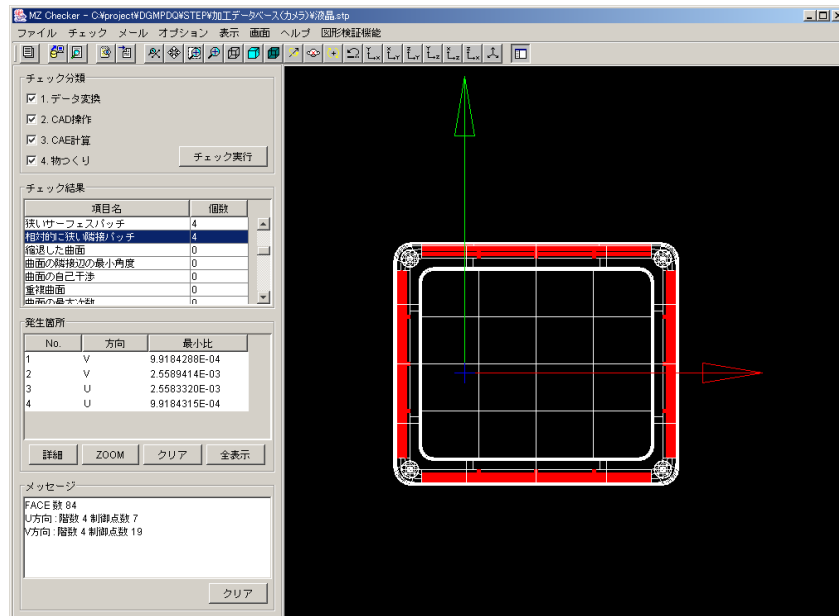 MZ Checker - C:¥project¥DGMPDQ¥STEP¥加工データベース(カメラ)¥液晶.stp
ファイル チェック メール オプション 表示 画面 ヘルプ 図形検証機能
チェック分類
1. データ変換
2. CAD操作
3. CAE計算
4. 物つくり
チェック実行
チェック結果
項目名 個数
狭いサーフェスパッチ 4
相対的に狭い隣接パッチ 4
縮退した曲面 0
曲面の隣接辺の最小角度 0
曲面の自己干渉 0
重複曲面 0
曲面の最大次数 0
発生箇所
No. 方向 最小比
1 V 9.9184288E-04
2 V 2.5589414E-03
3 U 2.5583320E-03
4 U 9.9184315E-04
詳細 ZOOM クリア 全表示
メッセージ
FACE 数 84
U方向 : 階数 4 制御点数 7
V方向 : 階数 4 制御点数 19
クリア